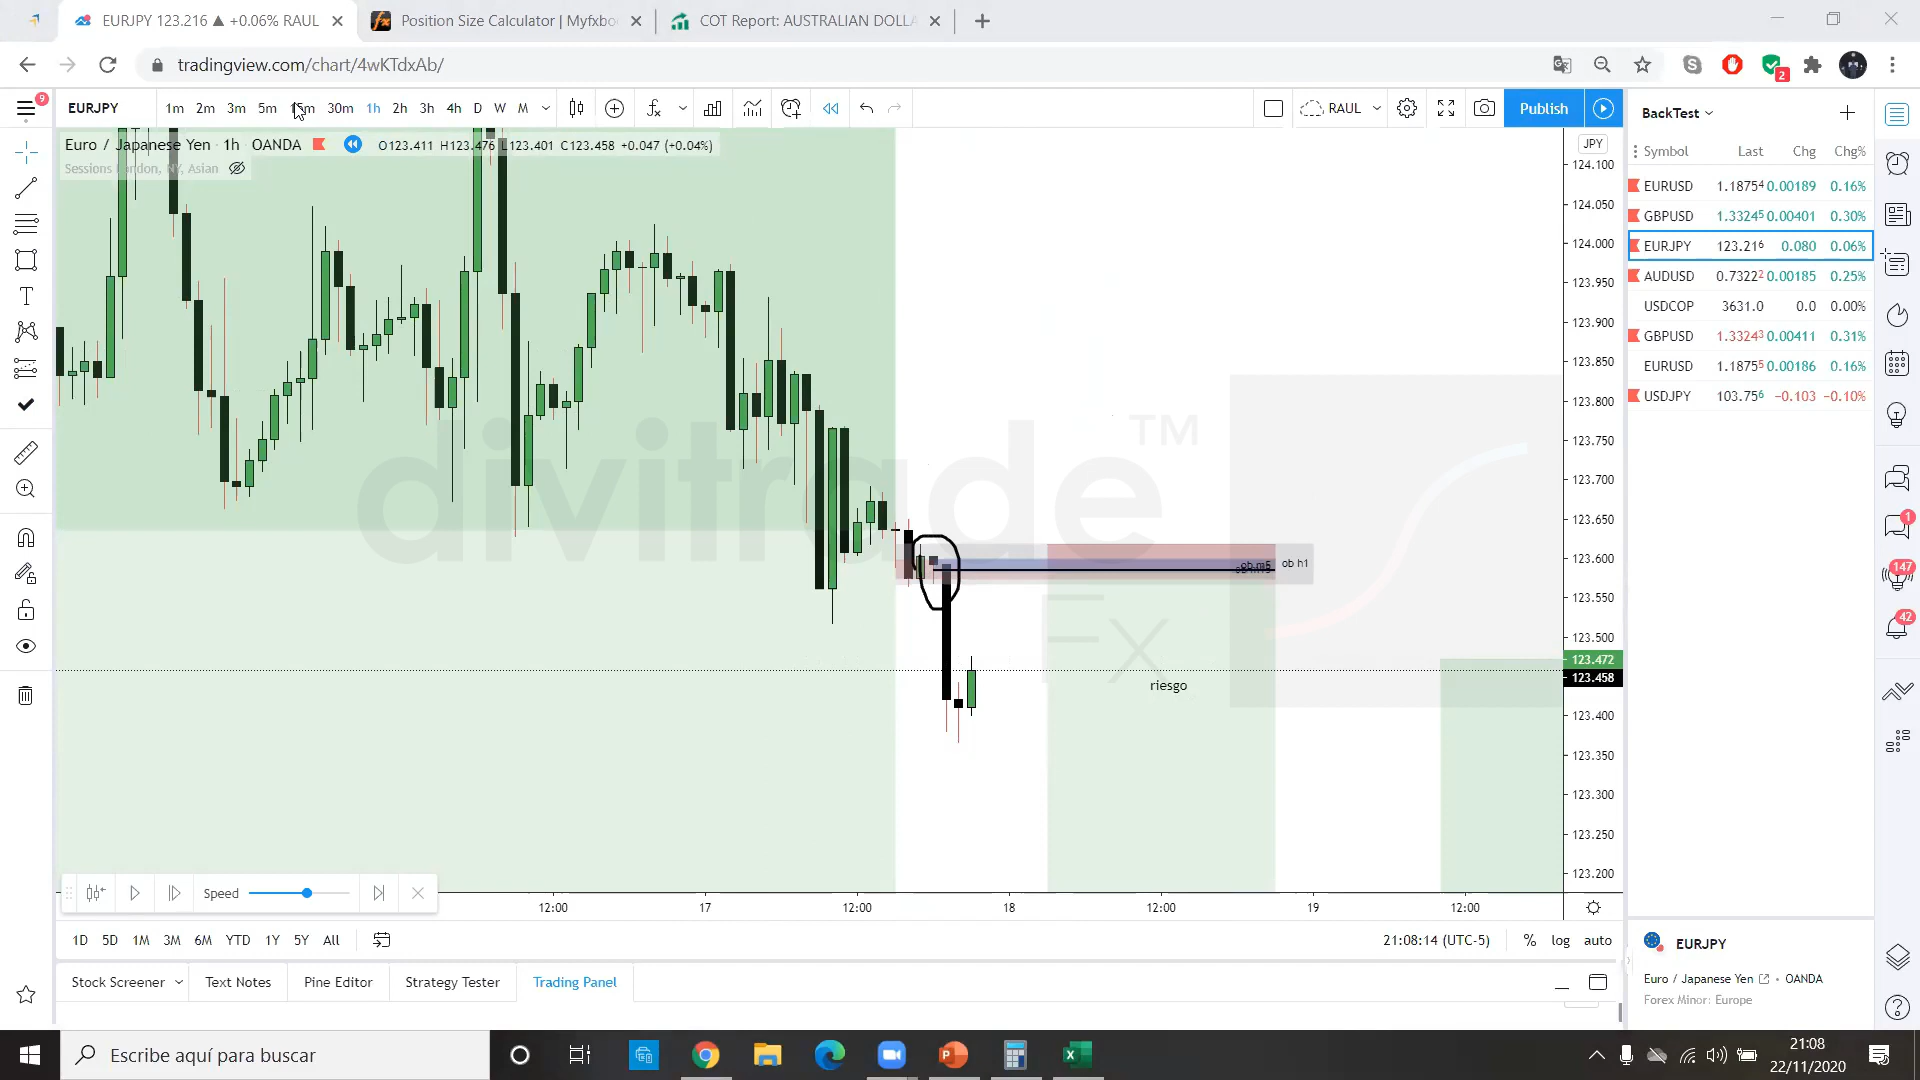 EURJPY 123.216 ▲ +0.06% RAUL
Position Size Calculator | Myfxbo
COT Report: AUSTRALIAN DOLLA
tradingview.com/chart/4wKTdxAb/
2
9
EURJPY
1m 2m 3m 5m 15m 30m 1h 2h 3h 4h D W M
RAUL
Publish
Euro / Japanese Yen · 1h · OANDA
O123.411 H123.476 L123.401 C123.458 +0.047 (+0.04%)
Sessions London, NY, Asian
JPY
124.100
124.050
124.000
123.950
123.900
123.850
123.800
123.750
123.700
123.650
123.600
123.550
123.500
123.472
123.458
123.400
123.350
123.300
123.250
123.200
divitrade™
FX
ob m5
ob h1
riesgo
Speed
12:00 17 12:00 18 12:00 19 12:00
1D 5D 1M 3M 6M YTD 1Y 5Y All
21:08:14 (UTC-5)
% log auto
Stock Screener
Text Notes
Pine Editor
Strategy Tester
Trading Panel
BackTest
Symbol Last Chg Chg%
EURUSD 1.18754 0.00189 0.16%
GBPUSD 1.33245 0.00401 0.30%
EURJPY 123.216 0.080 0.06%
AUDUSD 0.73222 0.00185 0.25%
USDCOP 3631.0 0.0 0.00%
GBPUSD 1.33243 0.00411 0.31%
EURUSD 1.18755 0.00186 0.16%
USDJPY 103.756 −0.103 −0.10%
1
147
42
EURJPY
Euro / Japanese Yen · OANDA
Forex Minor: Europe
Escribe aquí para buscar
21:08
22/11/2020